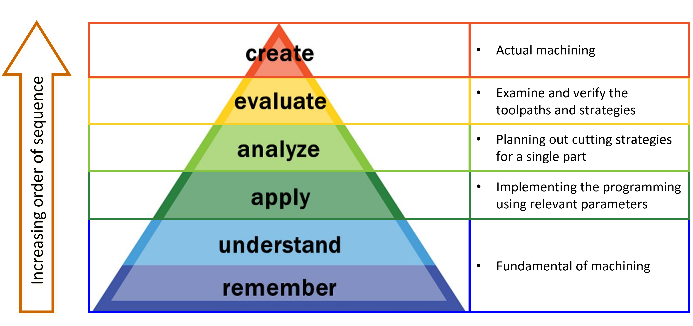 Increasing order of sequence
create
• Actual machining
evaluate
• Examine and verify the
toolpaths and strategies
analyze
• Planning out cutting strategies
for a single part
apply
• Implementing the programming
using relevant parameters
understand
remember
• Fundamental of machining